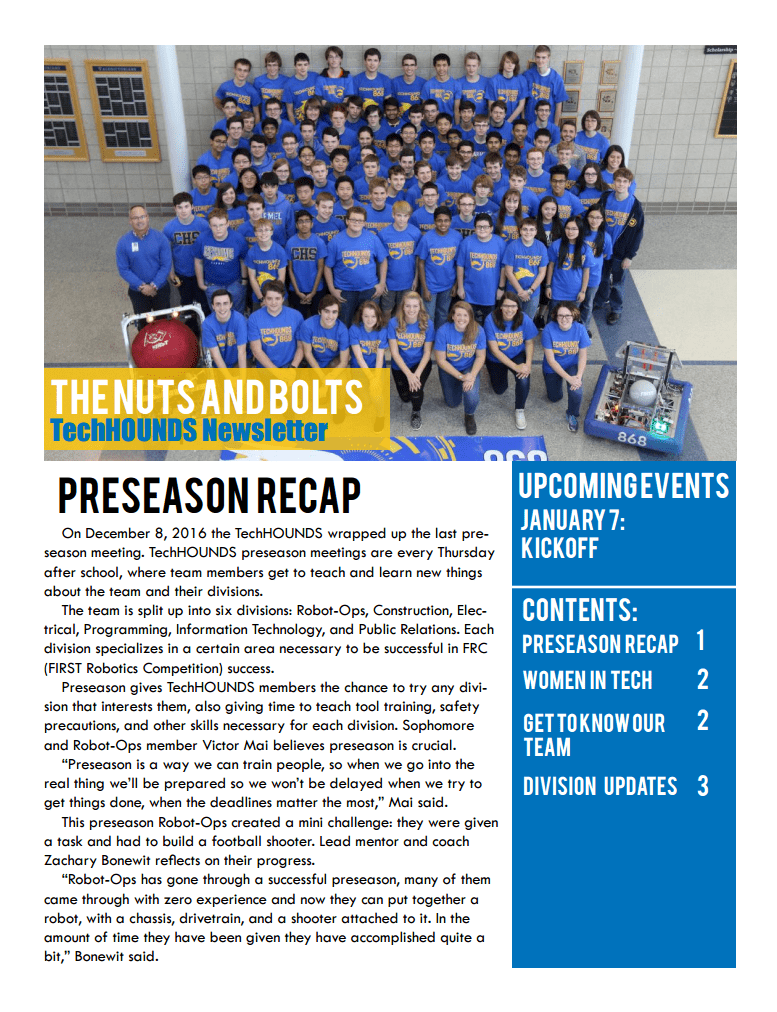 THE NUTS AND BOLTS
TechHOUNDS Newsletter
868
868
PRESEASON RECAP
On December 8, 2016 the TechHOUNDS wrapped up the last pre-
season meeting. TechHOUNDS preseason meetings are every Thursday
after school, where team members get to teach and learn new things
about the team and their divisions.
The team is split up into six divisions: Robot-Ops, Construction, Elec-
trical, Programming, Information Technology, and Public Relations. Each
division specializes in a certain area necessary to be successful in FRC
(FIRST Robotics Competition) success.
Preseason gives TechHOUNDS members the chance to try any divi-
sion that interests them, also giving time to teach tool training, safety
precautions, and other skills necessary for each division. Sophomore
and Robot-Ops member Victor Mai believes preseason is crucial.
“Preseason is a way we can train people, so when we go into the
real thing we’ll be prepared so we won’t be delayed when we try to
get things done, when the deadlines matter the most,” Mai said.
This preseason Robot-Ops created a mini challenge: they were given
a task and had to build a football shooter. Lead mentor and coach
Zachary Bonewit reflects on their progress.
“Robot-Ops has gone through a successful preseason, many of them
came through with zero experience and now they can put together a
robot, with a chassis, drivetrain, and a shooter attached to it. In the
amount of time they have been given they have accomplished quite a
bit,” Bonewit said.
UPCOMING EVENTS
JANUARY 7:
KICKOFF
CONTENTS:
PRESEASON RECAP 1
WOMEN IN TECH 2
GET TO KNOW OUR 2
TEAM
DIVISION UPDATES 3